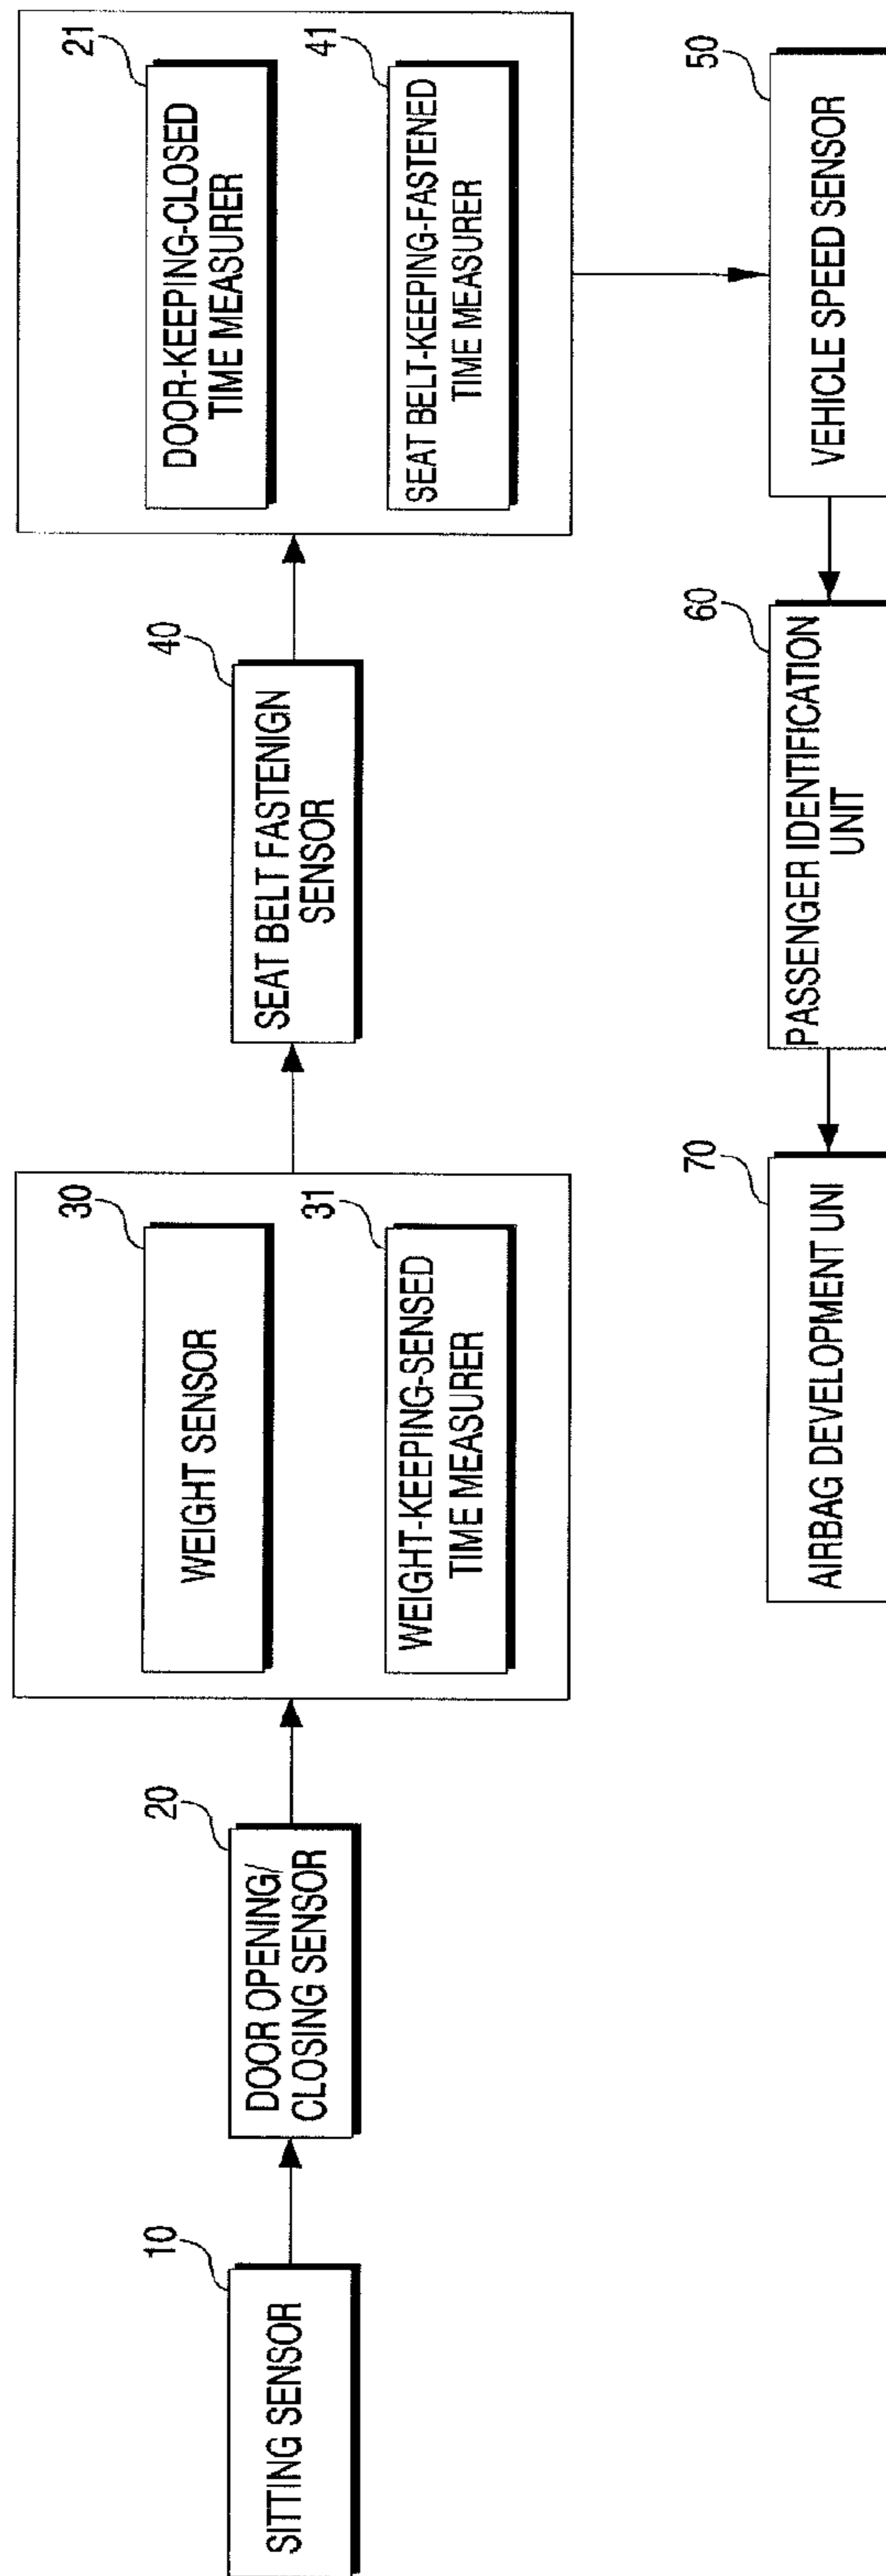 10
SITTING SENSOR
20
DOOR OPENING/
CLOSING SENSOR
30
WEIGHT SENSOR
31
WEIGHT-KEEPING-SENSED
TIME MEASURER
40
SEAT BELT FASTENIGN
SENSOR
21
DOOR-KEEPING-CLOSED
TIME MEASURER
41
SEAT BELT-KEEPING-FASTENED
TIME MEASURER
50
VEHICLE SPEED SENSOR
60
PASSENGER IDENTIFICATION
UNIT
70
AIRBAG DEVELOPMENT UNI